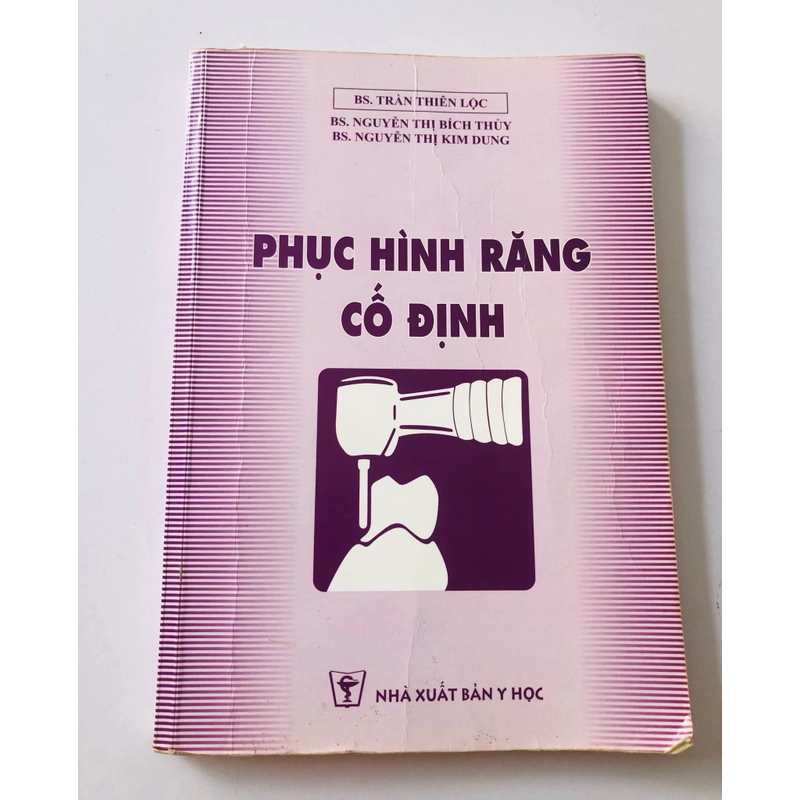 BS. TRẦN THIÊN LỘC
BS. NGUYỄN THỊ BÍCH THỦY
BS. NGUYỄN THỊ KIM DUNG
PHỤC HÌNH RĂNG
CỐ ĐỊNH
NHÀ XUẤT BẢN Y HỌC